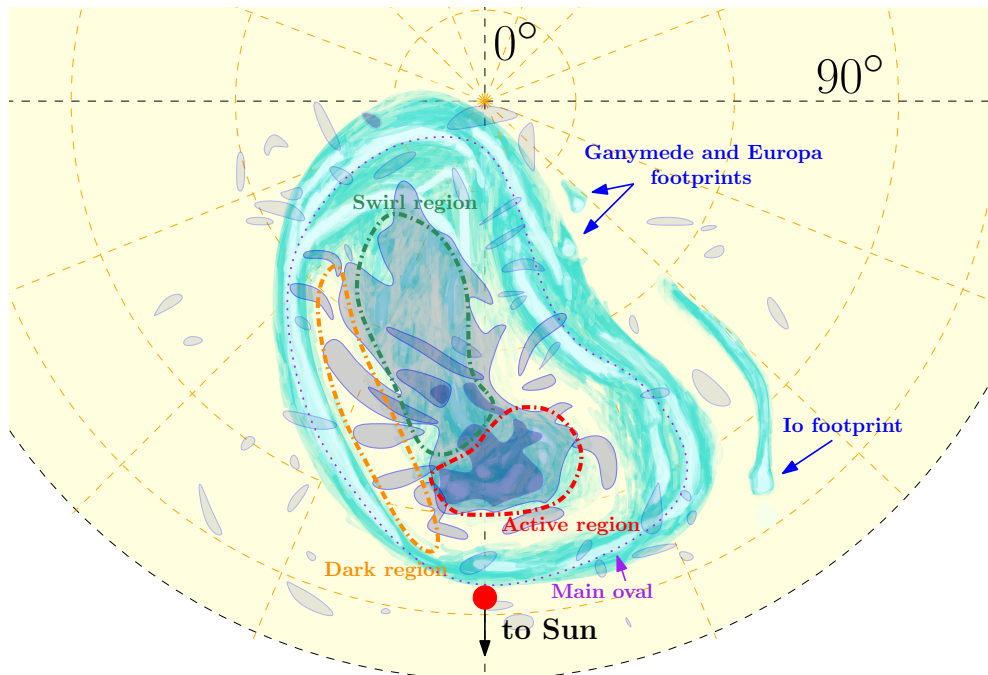 0°
90°
Ganymede and Europa
footprints
Swirl region
Io footprint
Active region
Dark region
Main oval
to Sun